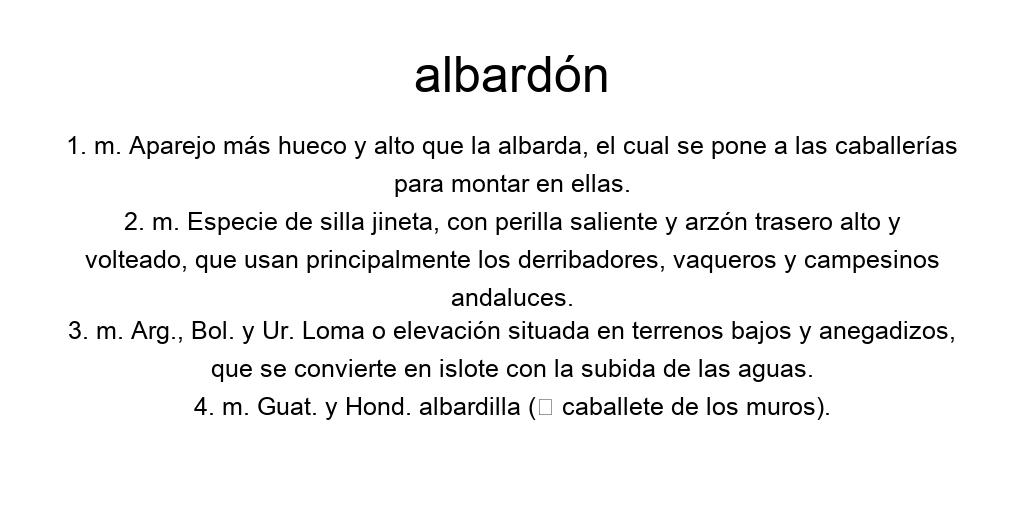 albardón
1. m. Aparejo más hueco y alto que la albarda, el cual se pone a las caballerías
para montar en ellas.
2. m. Especie de silla jineta, con perilla saliente y arzón trasero alto y
volteado, que usan principalmente los derribadores, vaqueros y campesinos
andaluces.
3. m. Arg., Bol. y Ur. Loma o elevación situada en terrenos bajos y anegadizos,
que se convierte en islote con la subida de las aguas.
4. m. Guat. y Hond. albardilla (□ caballete de los muros).